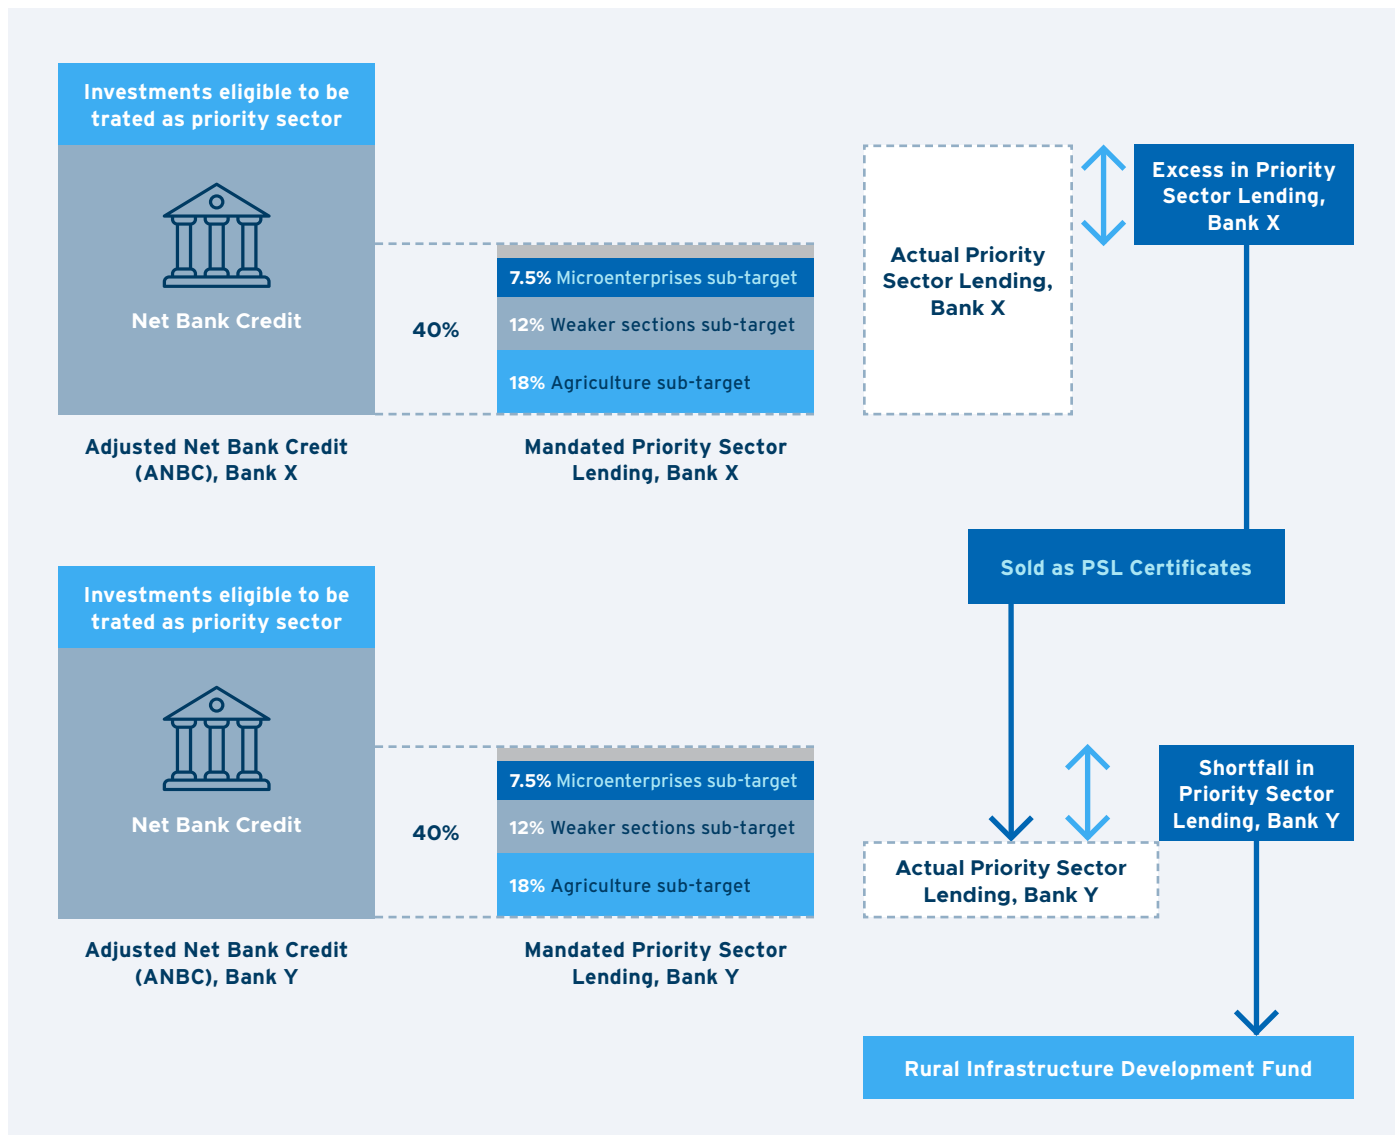 Investments eligible to be
trated as priority sector
Net Bank Credit
Adjusted Net Bank Credit
(ANBC), Bank X
40%
7.5% Microenterprises sub-target
12% Weaker sections sub-target
18% Agriculture sub-target
Mandated Priority Sector
Lending, Bank X
Actual Priority
Sector Lending,
Bank X
Excess in Priority
Sector Lending,
Bank X
Sold as PSL Certificates
Investments eligible to be
trated as priority sector
Net Bank Credit
Adjusted Net Bank Credit
(ANBC), Bank Y
40%
7.5% Microenterprises sub-target
12% Weaker sections sub-target
18% Agriculture sub-target
Mandated Priority Sector
Lending, Bank Y
Actual Priority Sector
Lending, Bank Y
Shortfall in
Priority Sector
Lending, Bank Y
Rural Infrastructure Development Fund